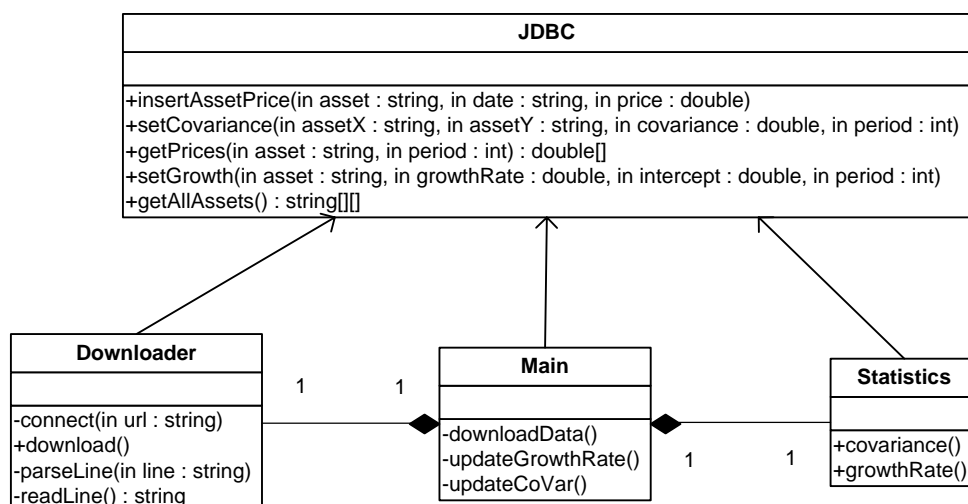 JDBC
+insertAssetPrice(in asset : string, in date : string, in price : double)
+setCovariance(in assetX : string, in assetY : string, in covariance : double, in period : int)
+getPrices(in asset : string, in period : int) : double[]
+setGrowth(in asset : string, in growthRate : double, in intercept : double, in period : int)
+getAllAssets() : string[][]
Downloader
-connect(in url : string)
+download()
-parseLine(in line : string)
-readLine() : string
1
1
Main
-downloadData()
-updateGrowthRate()
-updateCoVar()
1
1
Statistics
+covariance()
+growthRate()